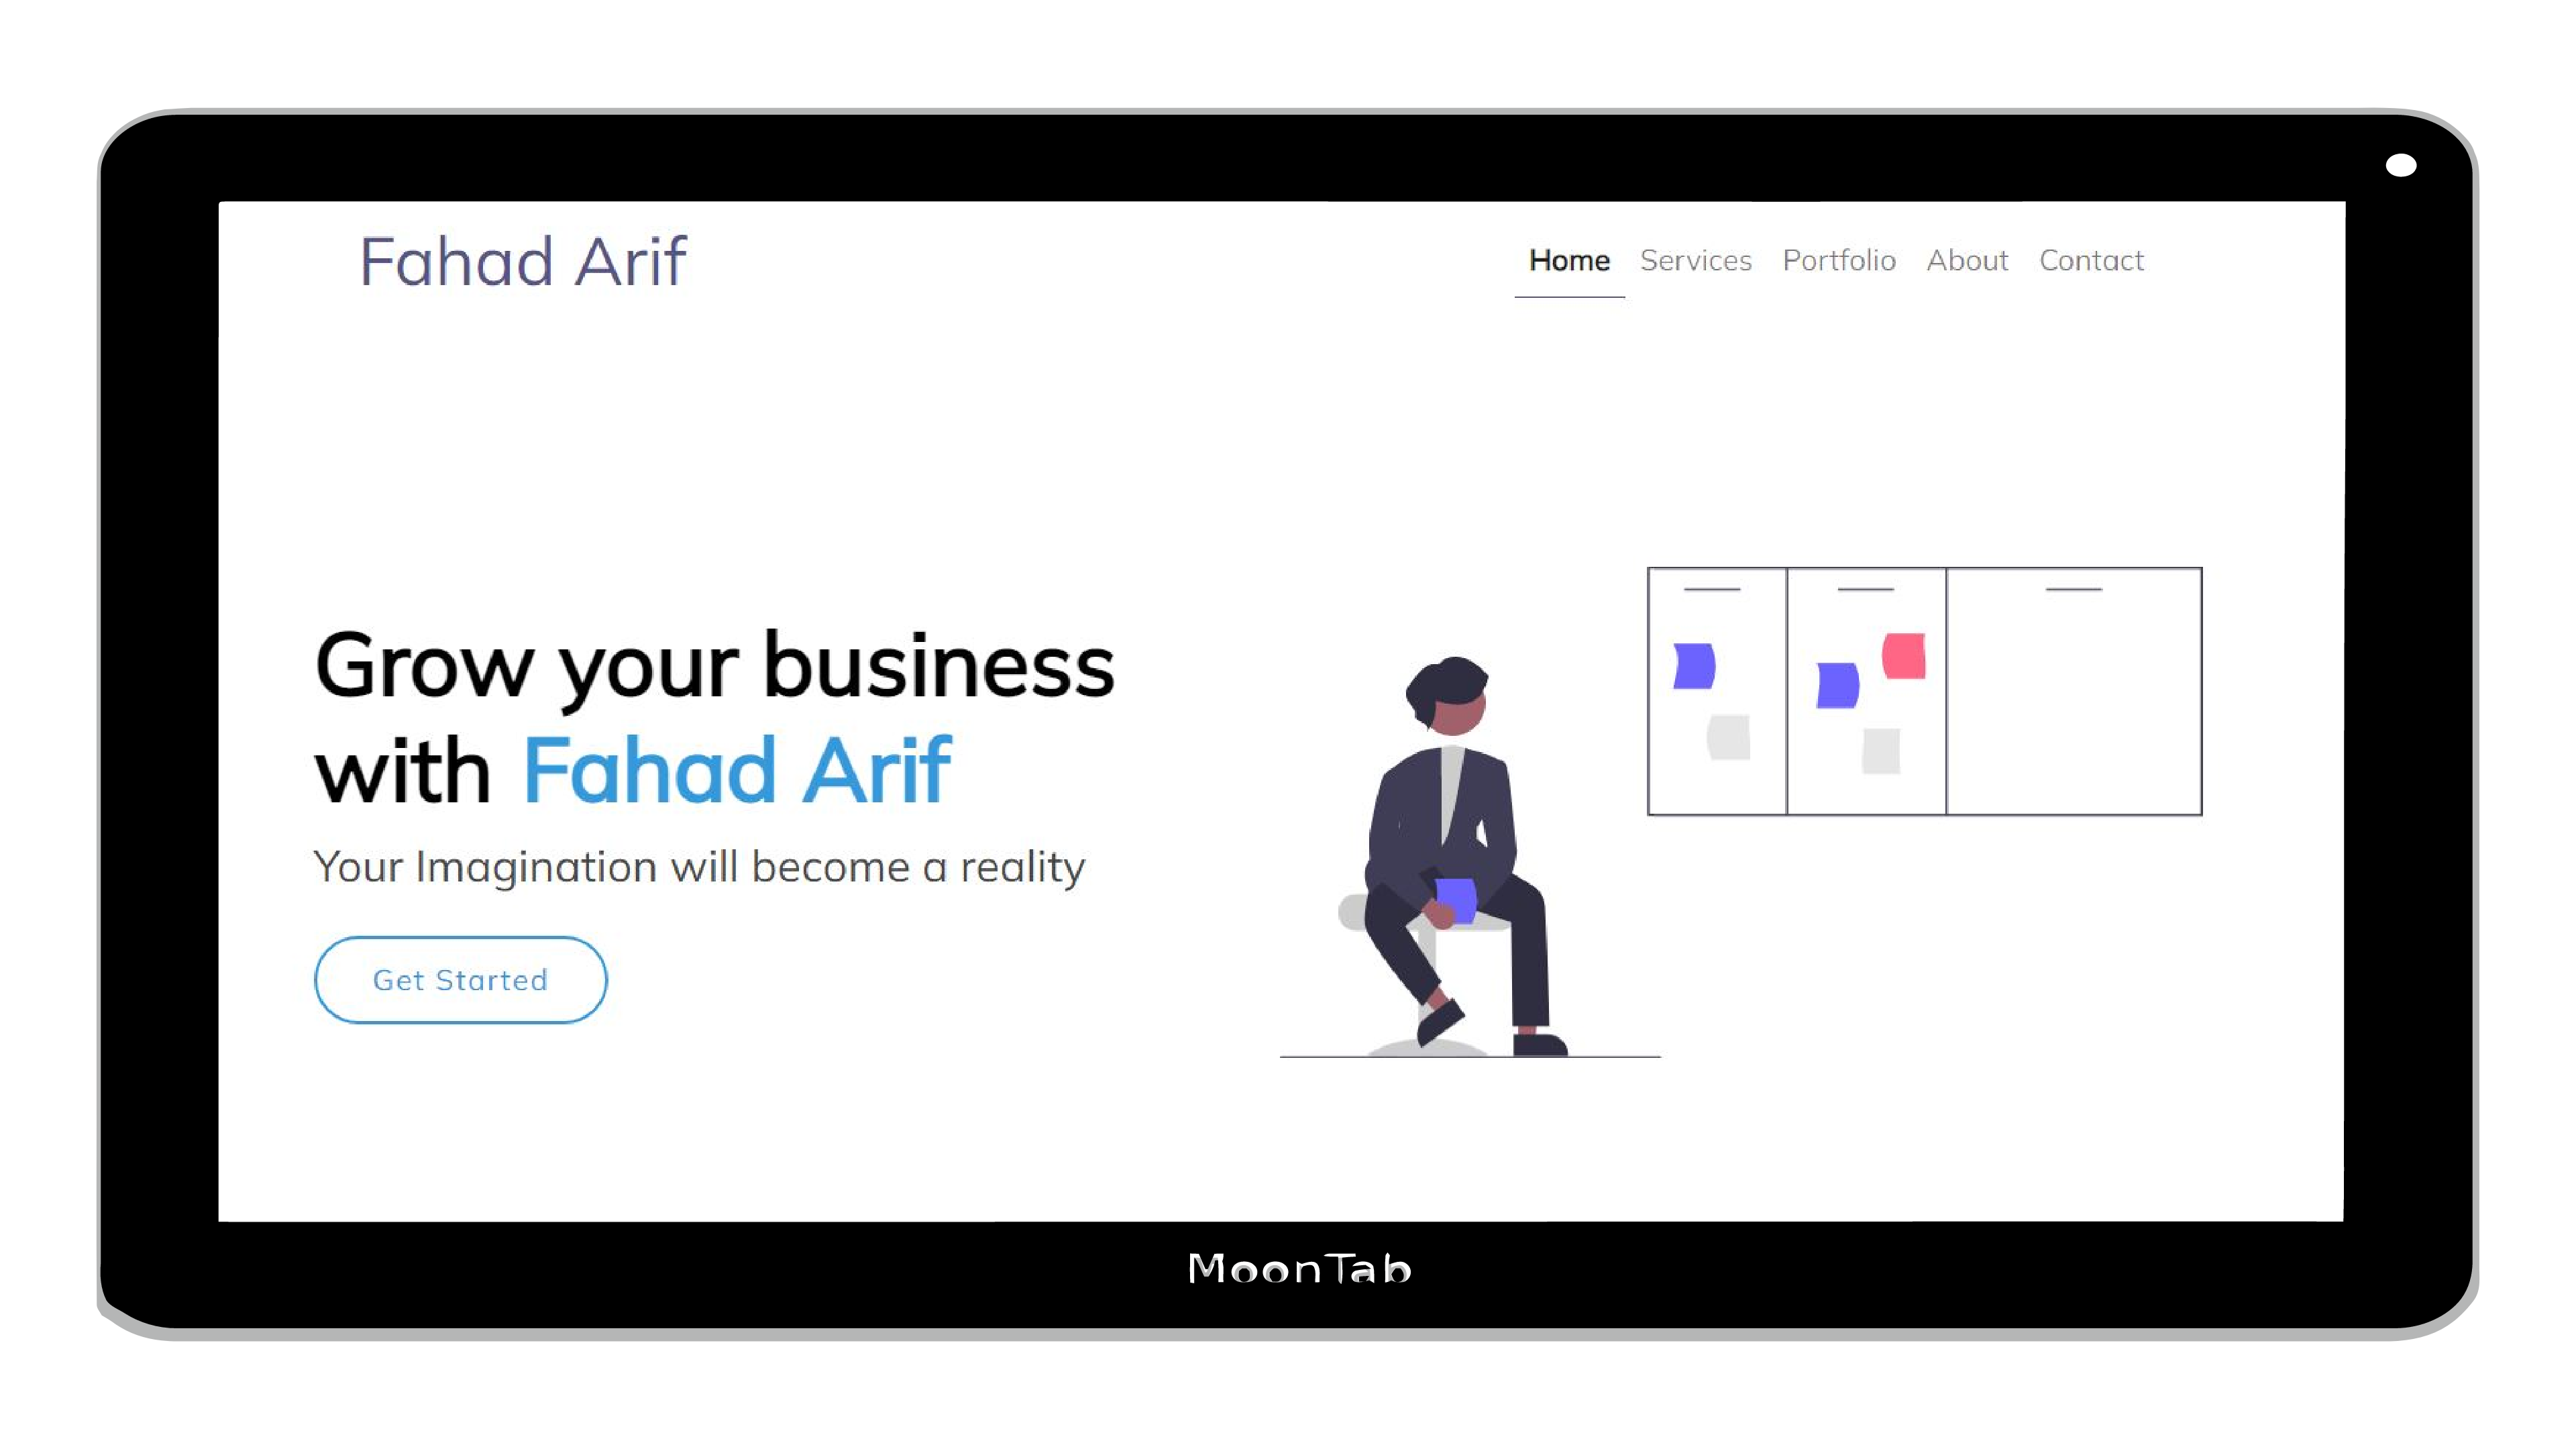 Fahad Arif
Home Services Portfolio About Contact
Grow your business
with Fahad Arif
Your Imagination will become a reality
Get Started
MoonTab